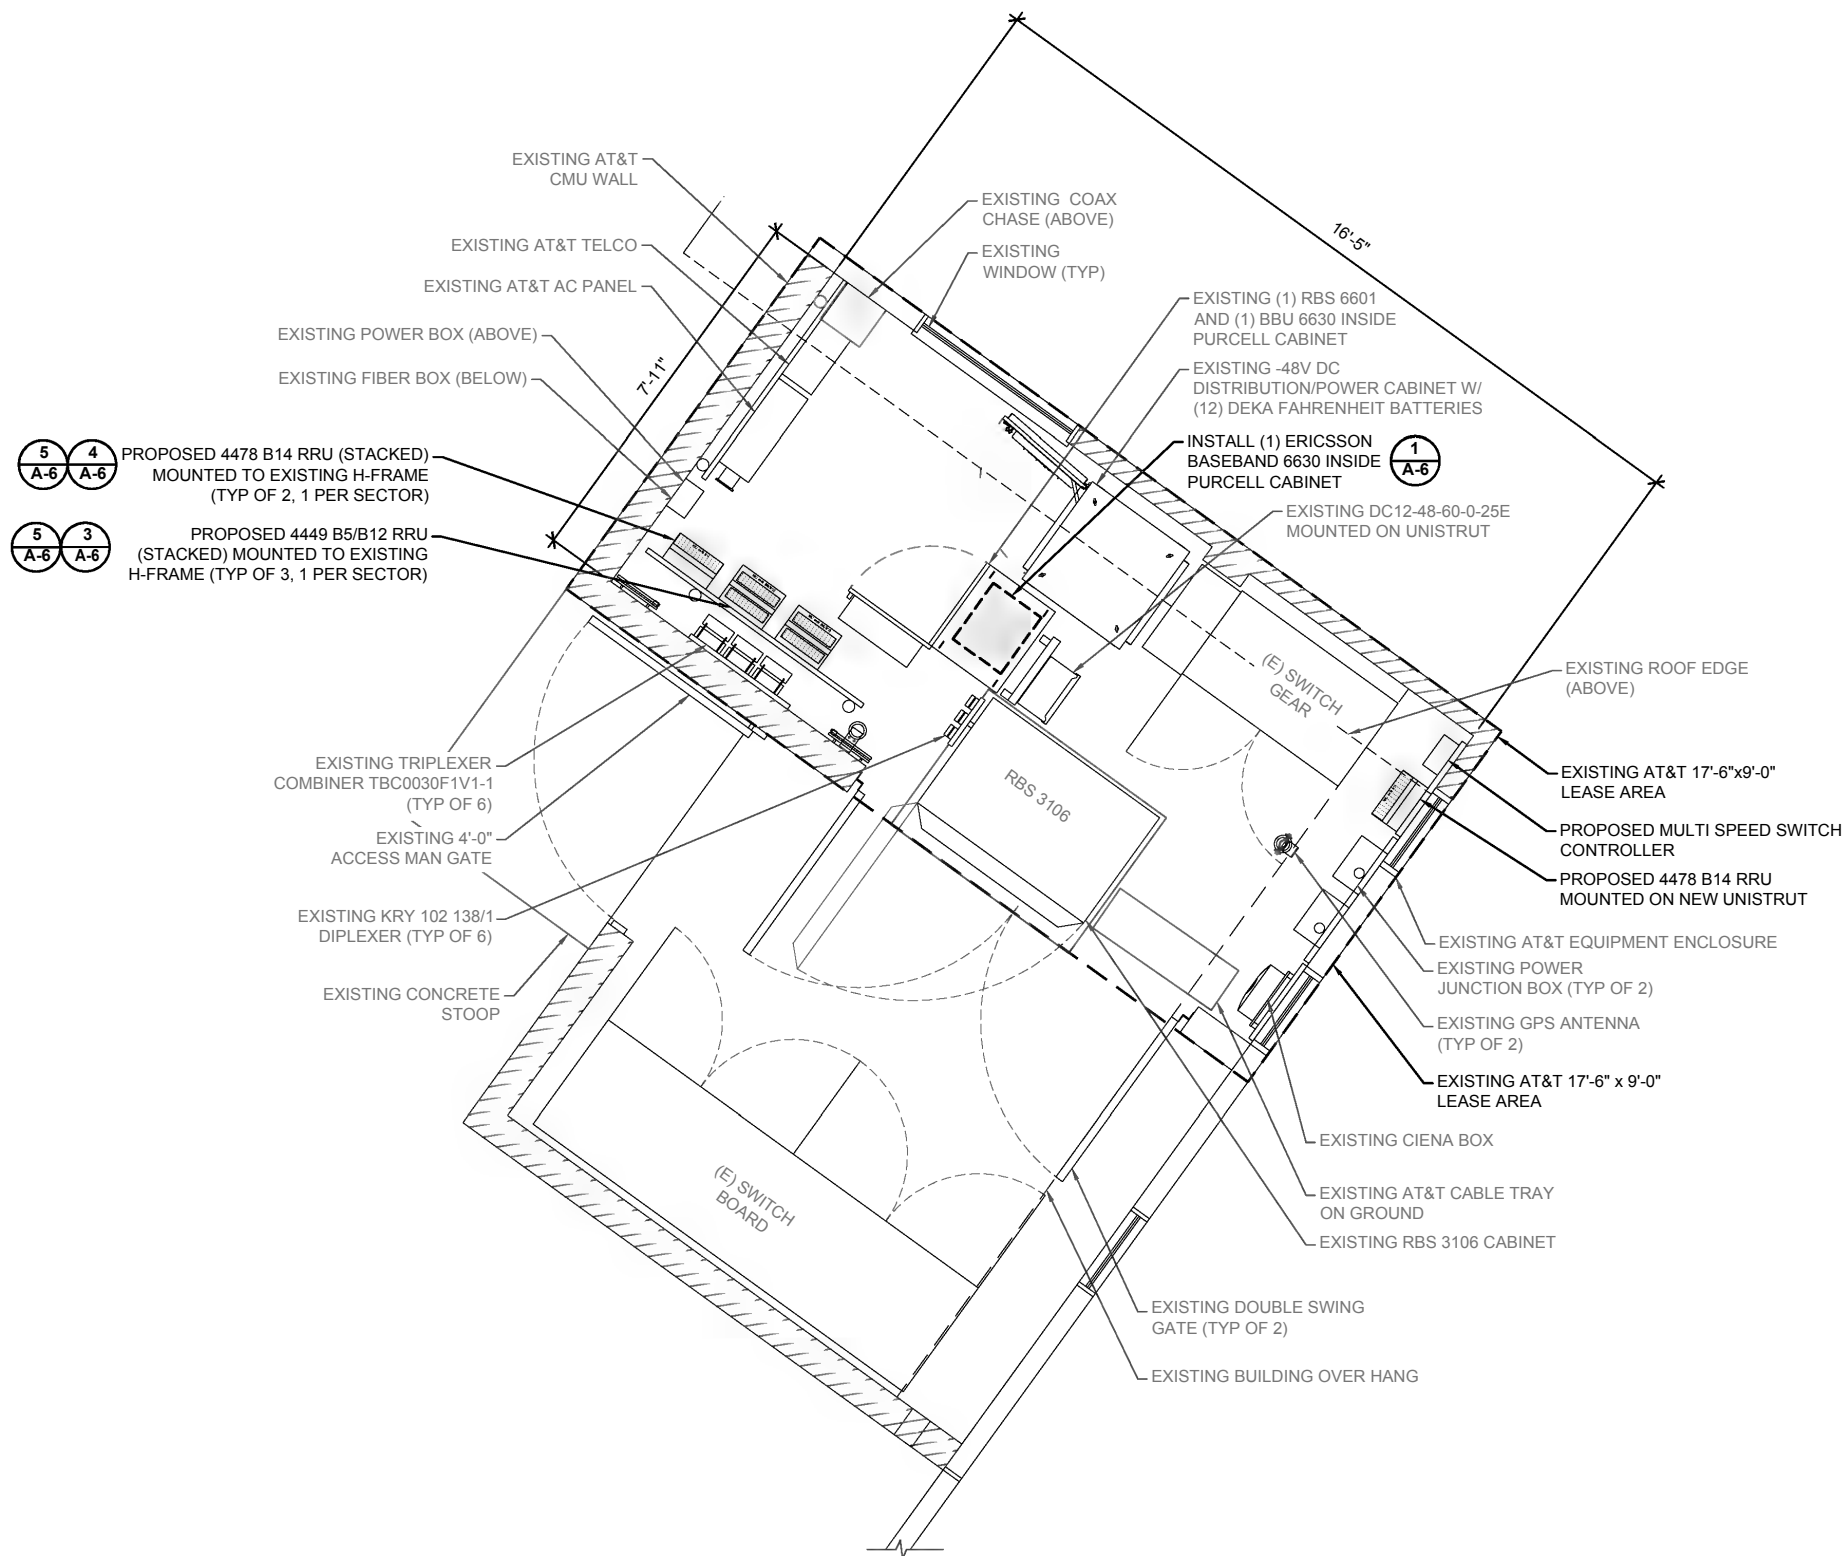 EXISTING AT&T
CMU WALL
EXISTING AT&T TELCO
EXISTING AT&T AC PANEL
EXISTING POWER BOX (ABOVE)
EXISTING FIBER BOX (BELOW)
5
A-6
4
A-6
PROPOSED 4478 B14 RRU (STACKED)
MOUNTED TO EXISTING H-FRAME
(TYP OF 2, 1 PER SECTOR)
5
A-6
3
A-6
PROPOSED 4449 B5/B12 RRU
(STACKED) MOUNTED TO EXISTING
H-FRAME (TYP OF 3, 1 PER SECTOR)
EXISTING TRIPLEXER
COMBINER TBC0030F1V1-1
(TYP OF 6)
EXISTING 4'-0"
ACCESS MAN GATE
EXISTING KRY 102 138/1
DIPLEXER (TYP OF 6)
EXISTING CONCRETE
STOOP
7'-11"
16'-5"
EXISTING COAX
CHASE (ABOVE)
EXISTING
WINDOW (TYP)
EXISTING (1) RBS 6601
AND (1) BBU 6630 INSIDE
PURCELL CABINET
EXISTING -48V DC
DISTRIBUTION/POWER CABINET W/
(12) DEKA FAHRENHEIT BATTERIES
INSTALL (1) ERICSSON
BASEBAND 6630 INSIDE
PURCELL CABINET
1
A-6
EXISTING DC12-48-60-0-25E
MOUNTED ON UNISTRUT
(E) SWITCH
GEAR
RBS 3106
(E) SWITCH
BOARD
EXISTING ROOF EDGE
(ABOVE)
EXISTING AT&T 17'-6"x9'-0"
LEASE AREA
PROPOSED MULTI SPEED SWITCH
CONTROLLER
PROPOSED 4478 B14 RRU
MOUNTED ON NEW UNISTRUT
EXISTING AT&T EQUIPMENT ENCLOSURE
EXISTING POWER
JUNCTION BOX (TYP OF 2)
EXISTING GPS ANTENNA
(TYP OF 2)
EXISTING AT&T 17'-6" x 9'-0"
LEASE AREA
EXISTING CIENA BOX
EXISTING AT&T CABLE TRAY
ON GROUND
EXISTING RBS 3106 CABINET
EXISTING DOUBLE SWING
GATE (TYP OF 2)
EXISTING BUILDING OVER HANG